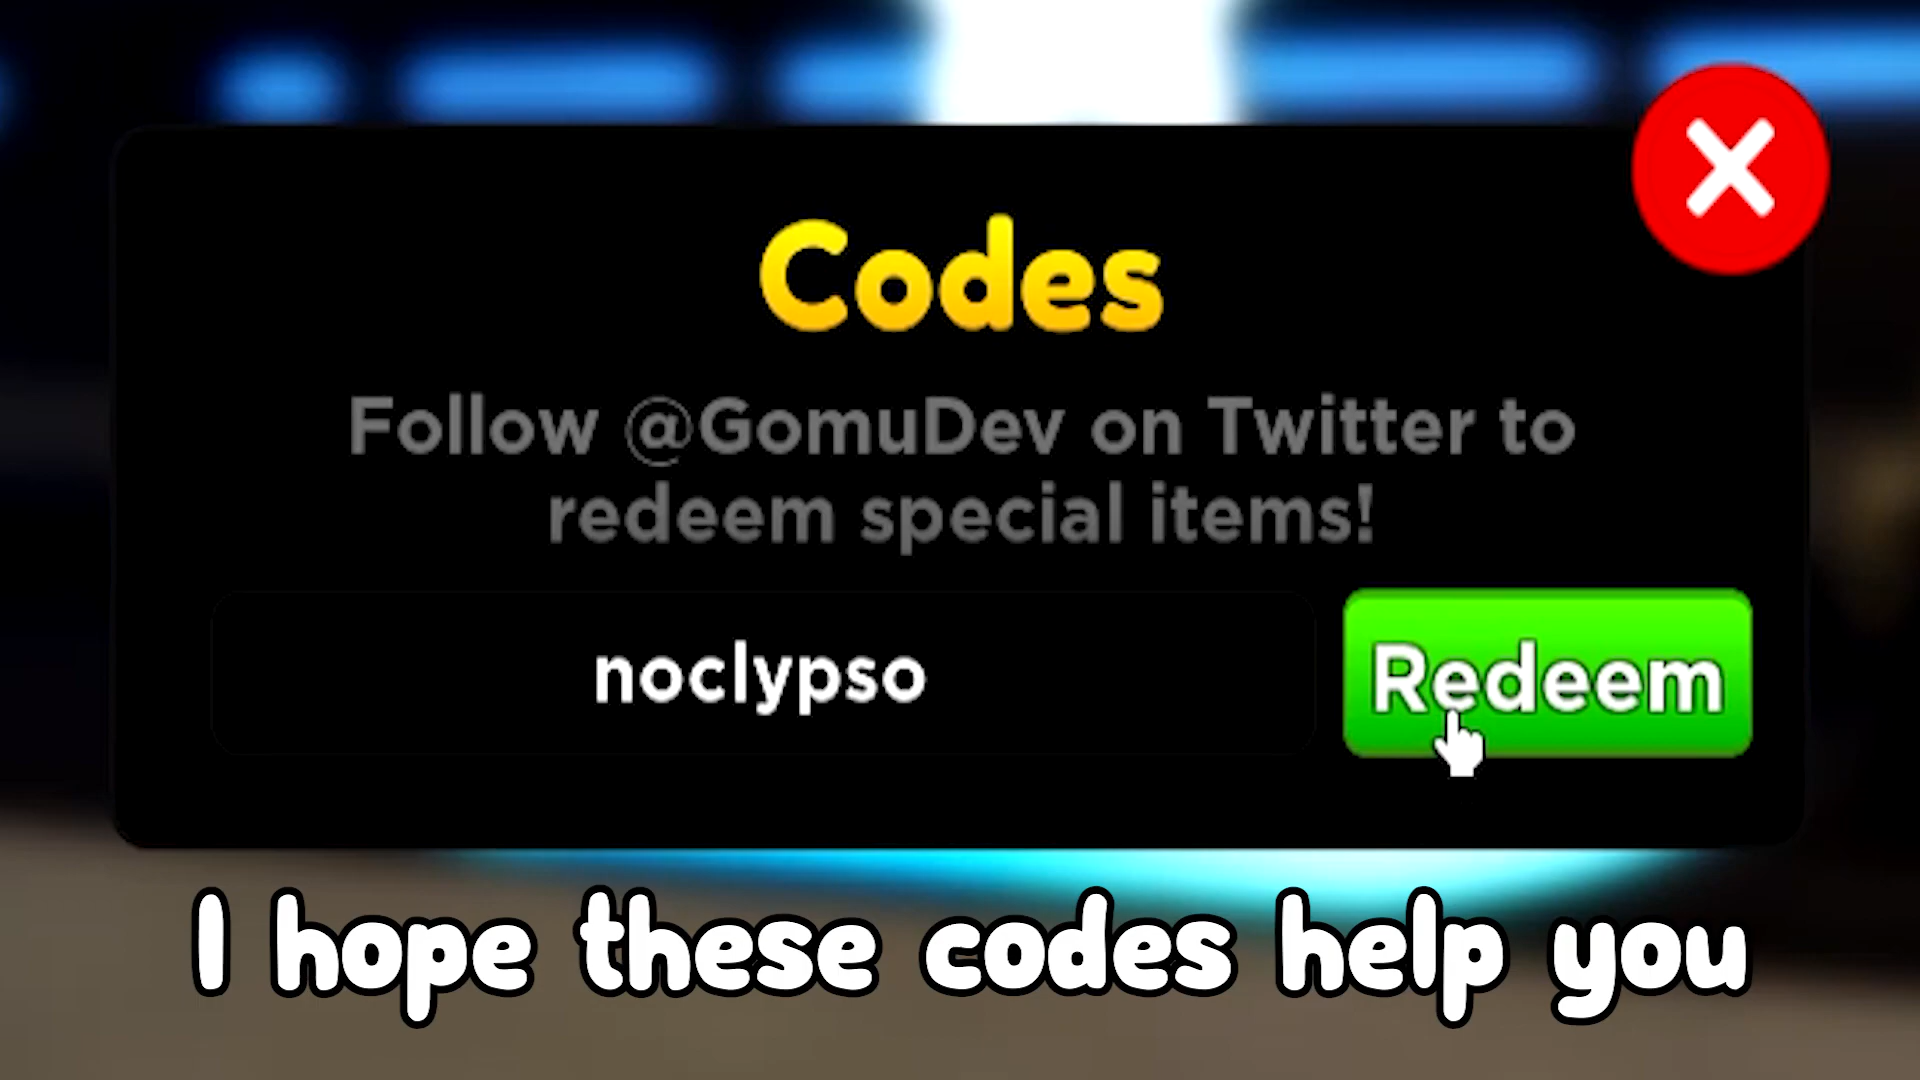 Codes
Follow @GomuDev on Twitter to
redeem special items!
noclypso
Redeem
I hope these codes help you